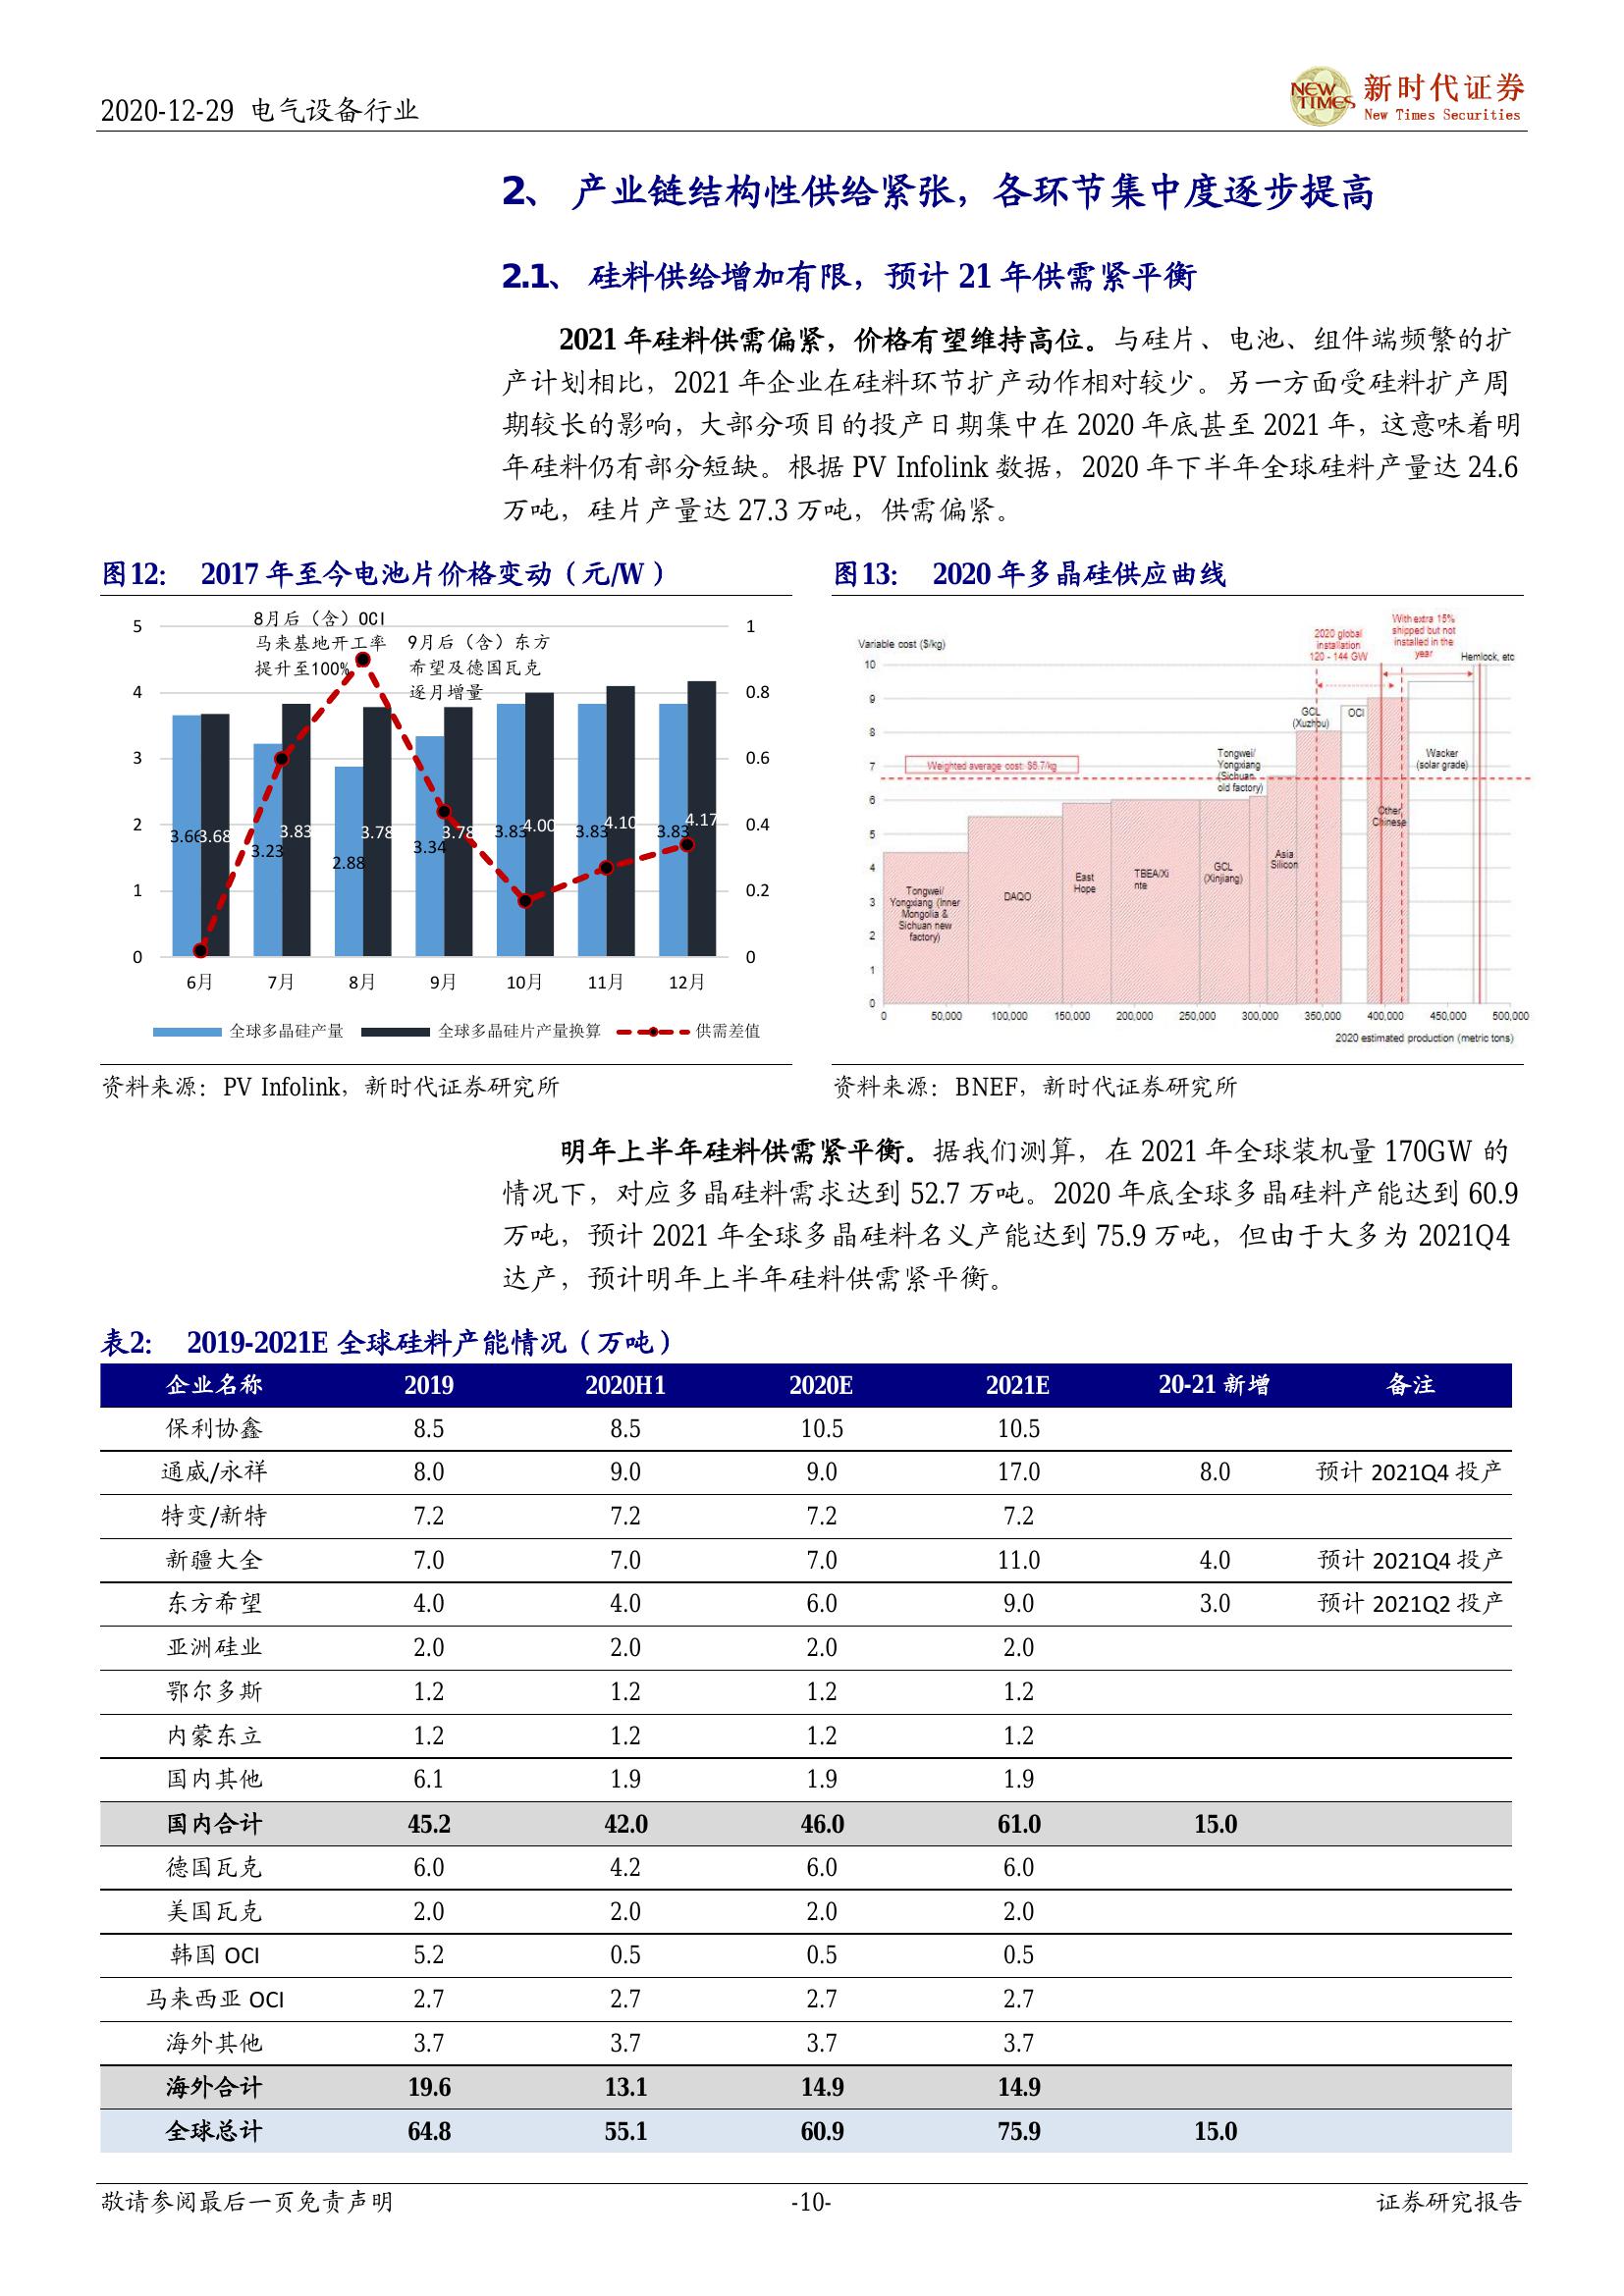 2020-12-29 电气设备行业
NEW TIMES 新时代证券
New Times Securities
2、 产业链结构性供给紧张，各环节集中度逐步提高
2.1、 硅料供给增加有限，预计 21 年供需紧平衡
2021 年硅料供需偏紧，价格有望维持高位。与硅片、电池、组件端频繁的扩
产计划相比，2021 年企业在硅料环节扩产动作相对较少。另一方面受硅料扩产周
期较长的影响，大部分项目的投产日期集中在 2020 年底甚至 2021 年，这意味着明
年硅料仍有部分短缺。根据 PV Infolink 数据，2020 年下半年全球硅料产量达 24.6
万吨，硅片产量达 27.3 万吨，供需偏紧。
图12: 2017 年至今电池片价格变动（元/W）
8月后（含）OCI
马来基地开工率
提升至100%
9月后（含）东方
希望及德国瓦克
逐月增量
5 1
4 0.8
3 0.6
2 0.4
1 0.2
0 0
3.66 3.68 3.23 3.83 2.88 3.78 3.34 3.78 3.83 4.00 3.83 4.10 3.83 4.17
6月 7月 8月 9月 10月 11月 12月
全球多晶硅产量 全球多晶硅片产量换算 供需差值
资料来源：PV Infolink，新时代证券研究所
图13: 2020 年多晶硅供应曲线
Variable cost ($/kg)
2020 global
installation
120 - 144 GW
With extra 15%
shipped but not
installed in the
year
Hemlock, etc
10
9
8
7
6
5
4
3
2
1
0
Weighted average cost: $6.7/kg
Tongwei/
Yongxiang (Inner
Mongolia &
Sichuan new
factory)
DAQO
East
Hope
TBEA/Xi
nte
GCL
(Xinjiang)
Tongwei/
Yongxiang
(Sichuan
old factory)
Asia
Silicon
GCL
(Xuzhou)
OCI
Other
Chinese
Wacker
(solar grade)
0 50,000 100,000 150,000 200,000 250,000 300,000 350,000 400,000 450,000 500,000
2020 estimated production (metric tons)
资料来源：BNEF，新时代证券研究所
明年上半年硅料供需紧平衡。据我们测算，在 2021 年全球装机量 170GW 的
情况下，对应多晶硅料需求达到 52.7 万吨。2020 年底全球多晶硅料产能达到 60.9
万吨，预计 2021 年全球多晶硅料名义产能达到 75.9 万吨，但由于大多为 2021Q4
达产，预计明年上半年硅料供需紧平衡。
表2: 2019-2021E 全球硅料产能情况（万吨）
企业名称 2019 2020H1 2020E 2021E 20-21 新增 备注
保利协鑫 8.5 8.5 10.5 10.5
通威/永祥 8.0 9.0 9.0 17.0 8.0 预计 2021Q4 投产
特变/新特 7.2 7.2 7.2 7.2
新疆大全 7.0 7.0 7.0 11.0 4.0 预计 2021Q4 投产
东方希望 4.0 4.0 6.0 9.0 3.0 预计 2021Q2 投产
亚洲硅业 2.0 2.0 2.0 2.0
鄂尔多斯 1.2 1.2 1.2 1.2
内蒙东立 1.2 1.2 1.2 1.2
国内其他 6.1 1.9 1.9 1.9
国内合计 45.2 42.0 46.0 61.0 15.0
德国瓦克 6.0 4.2 6.0 6.0
美国瓦克 2.0 2.0 2.0 2.0
韩国 OCI 5.2 0.5 0.5 0.5
马来西亚 OCI 2.7 2.7 2.7 2.7
海外其他 3.7 3.7 3.7 3.7
海外合计 19.6 13.1 14.9 14.9
全球总计 64.8 55.1 60.9 75.9 15.0
敬请参阅最后一页免责声明 -10- 证券研究报告